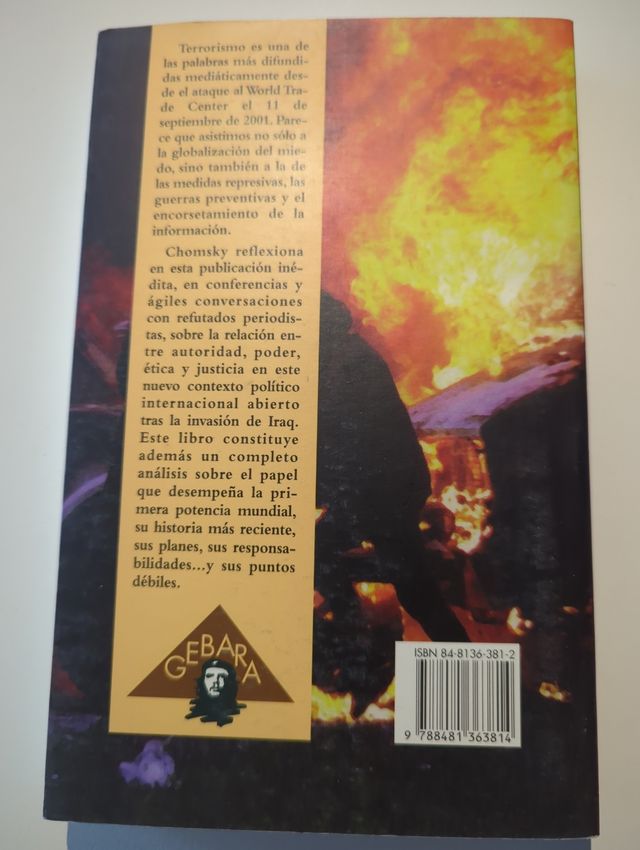 Terrorismo es una de
las palabras más difundi-
das mediáticamente des-
de el ataque al World Tra-
de Center el 11 de
septiembre de 2001. Pare-
ce que asistimos no sólo a
la globalización del mie-
do, sino también a la de
las medidas represivas, las
guerras preventivas y el
encorsetamiento de la
información.
Chomsky reflexiona
en esta publicación iné-
dita, en conferencias y
ágiles conversaciones
con refutados periodis-
tas, sobre la relación en-
tre autoridad, poder,
ética y justicia en este
nuevo contexto político
internacional abierto
tras la invasión de Iraq.
Este libro constituye
además un completo
análisis sobre el papel
que desempeña la pri-
mera potencia mundial,
su historia más reciente,
sus planes, sus responsa-
bilidades...y sus puntos
débiles.
GEBARA
ISBN 84-8136-381-2
9 788481 363814